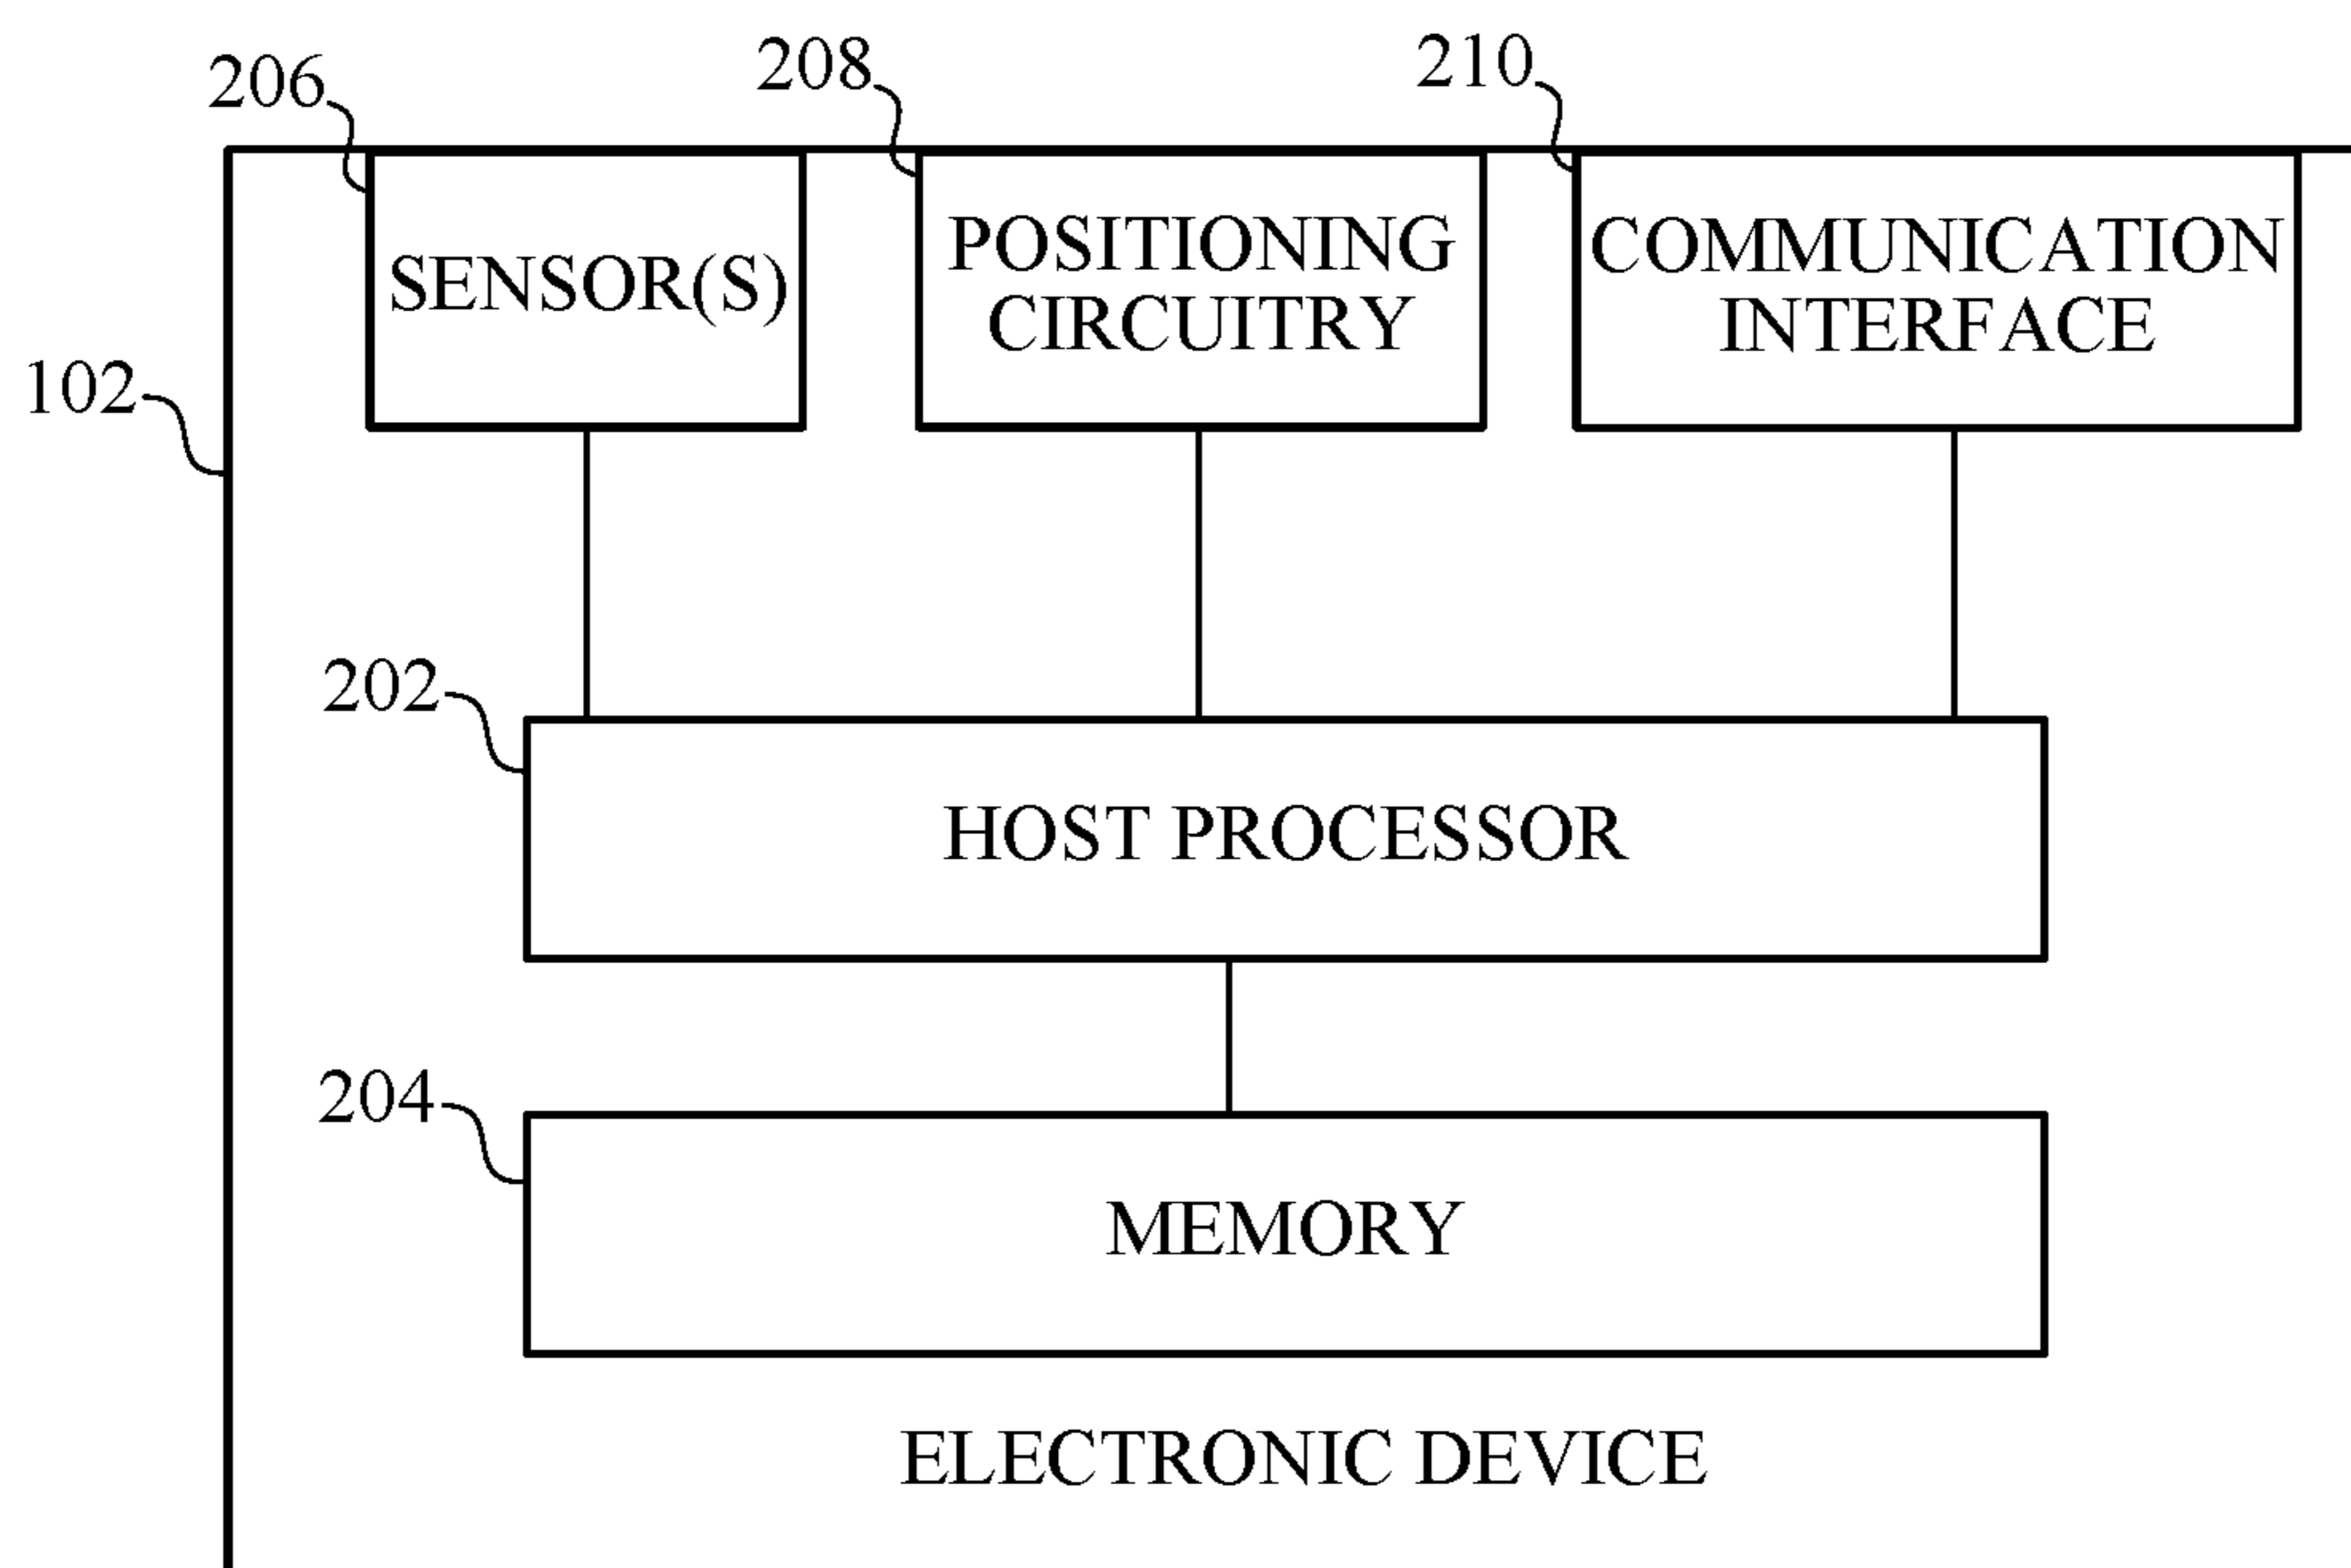 206
208
210
SENSOR(S)
POSITIONING
CIRCUITRY
COMMUNICATION
INTERFACE
102
202
HOST PROCESSOR
204
MEMORY
ELECTRONIC DEVICE